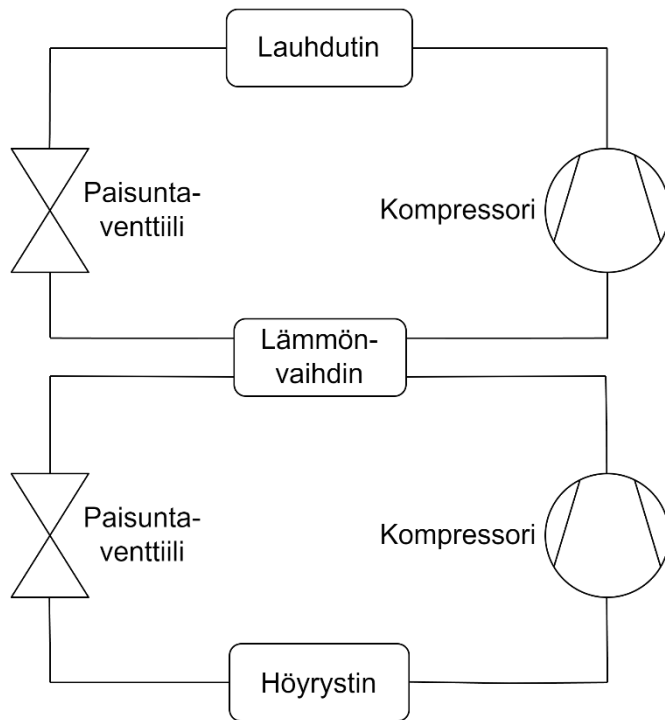 Lauhdutin
Paisunta-
venttiili
Kompressori
Lämmön-
vaihdin
Paisunta-
venttiili
Kompressori
Höyrystin